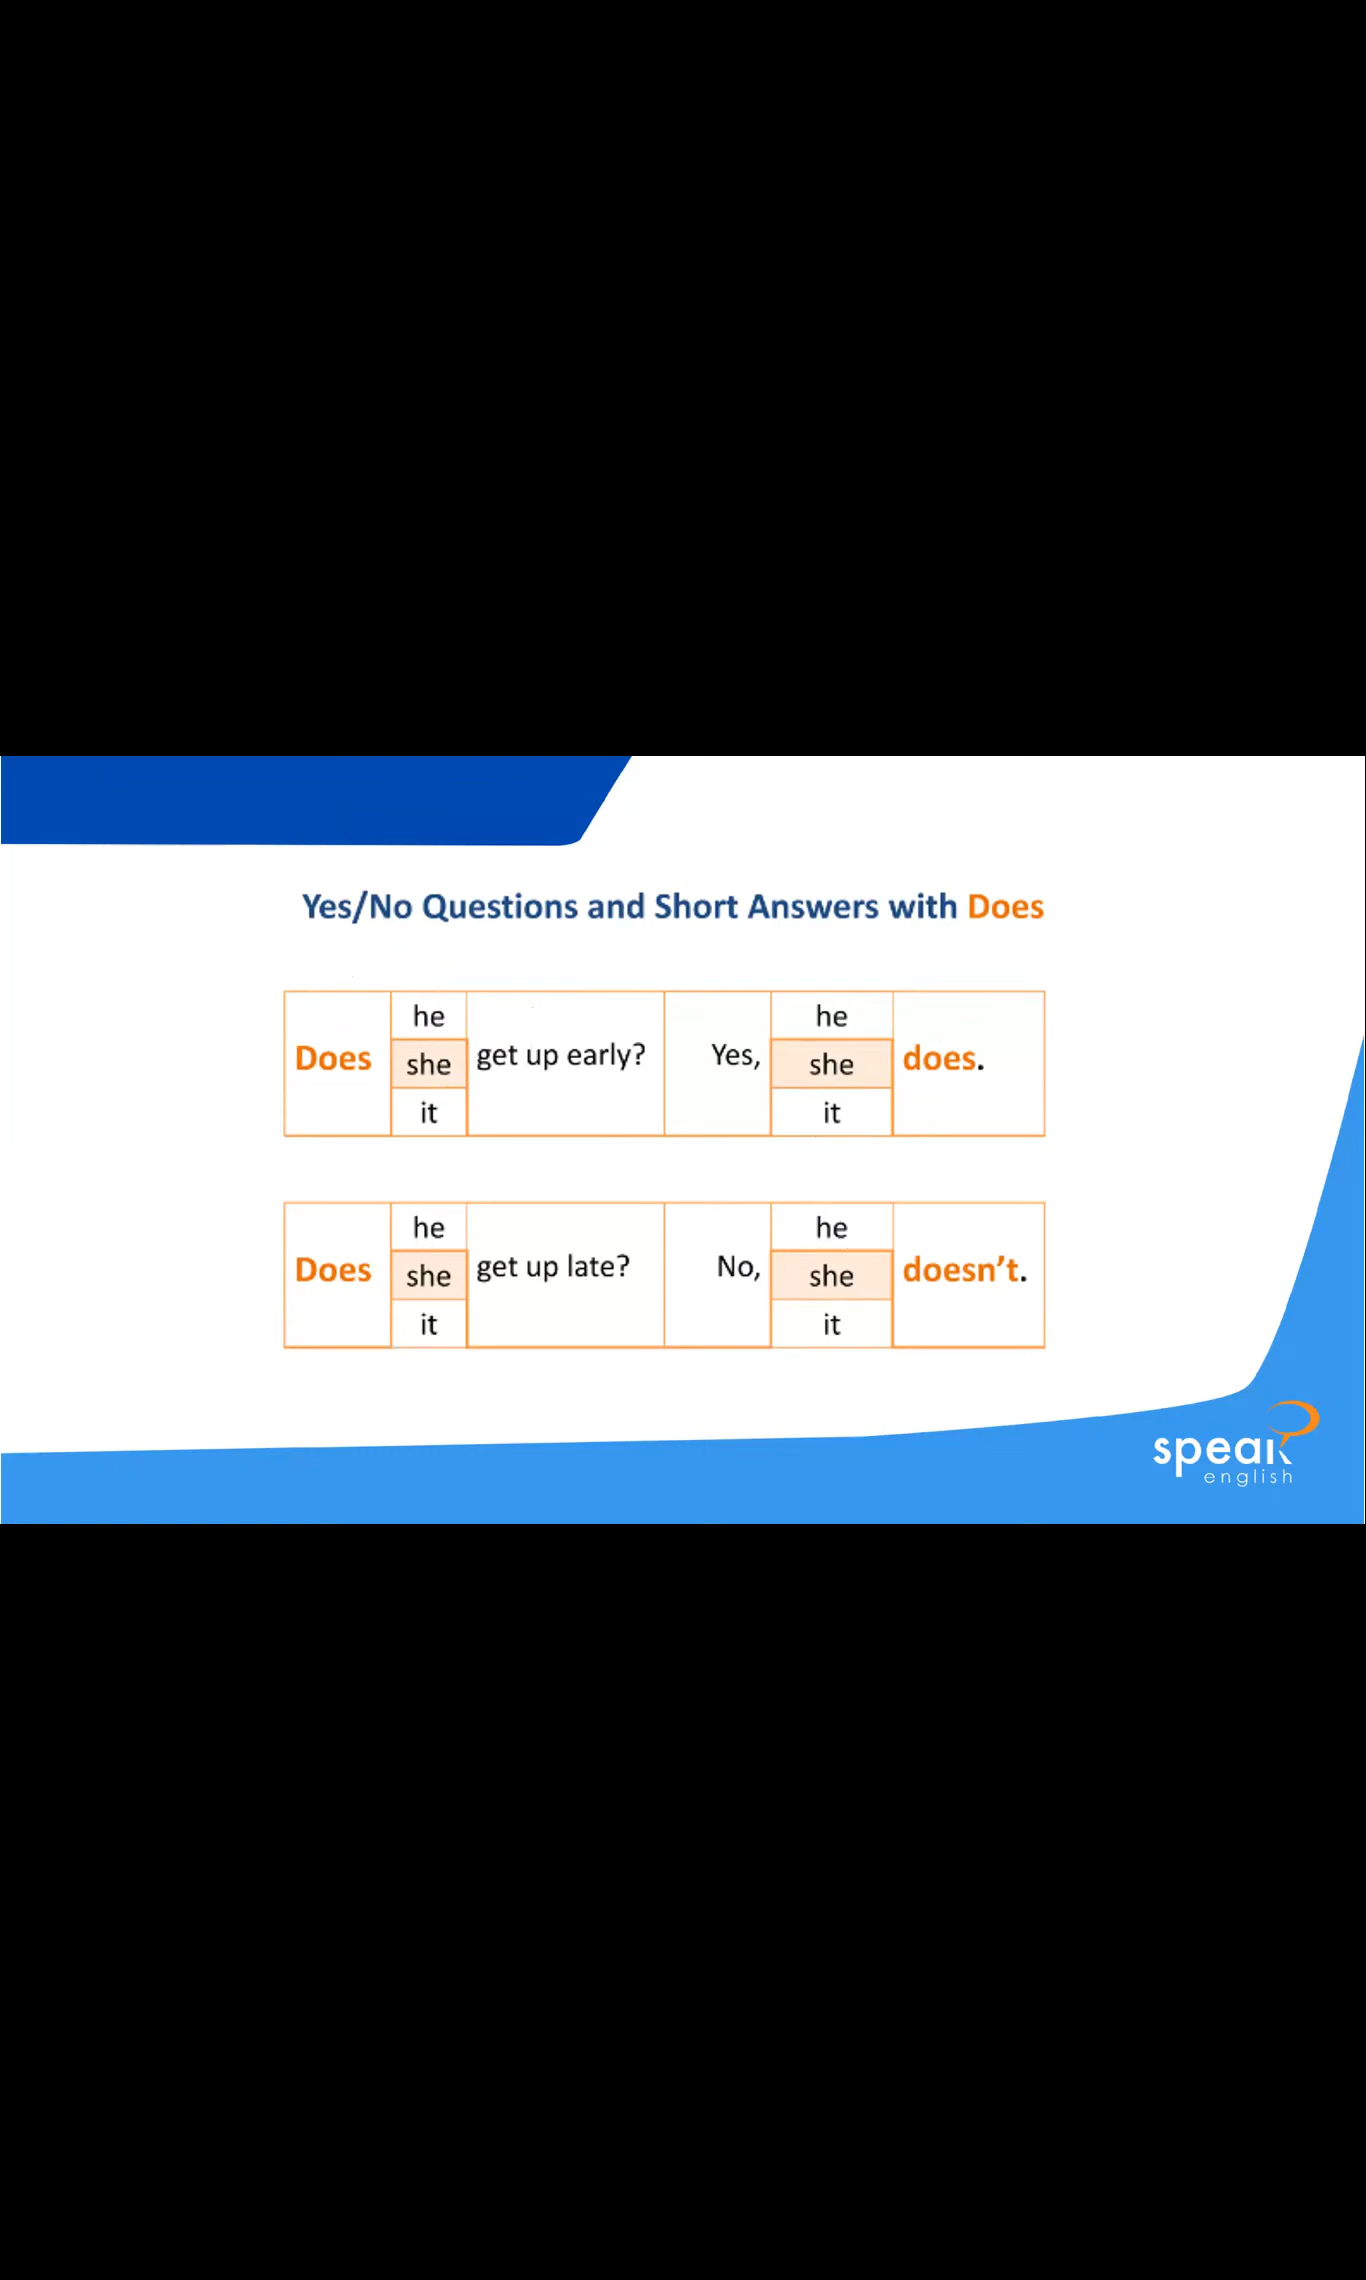 Yes/No Questions and Short Answers with Does
he he
Does she get up early? Yes, she does.
it it
he he
Does she get up late? No, she doesn't.
it it
speak
english